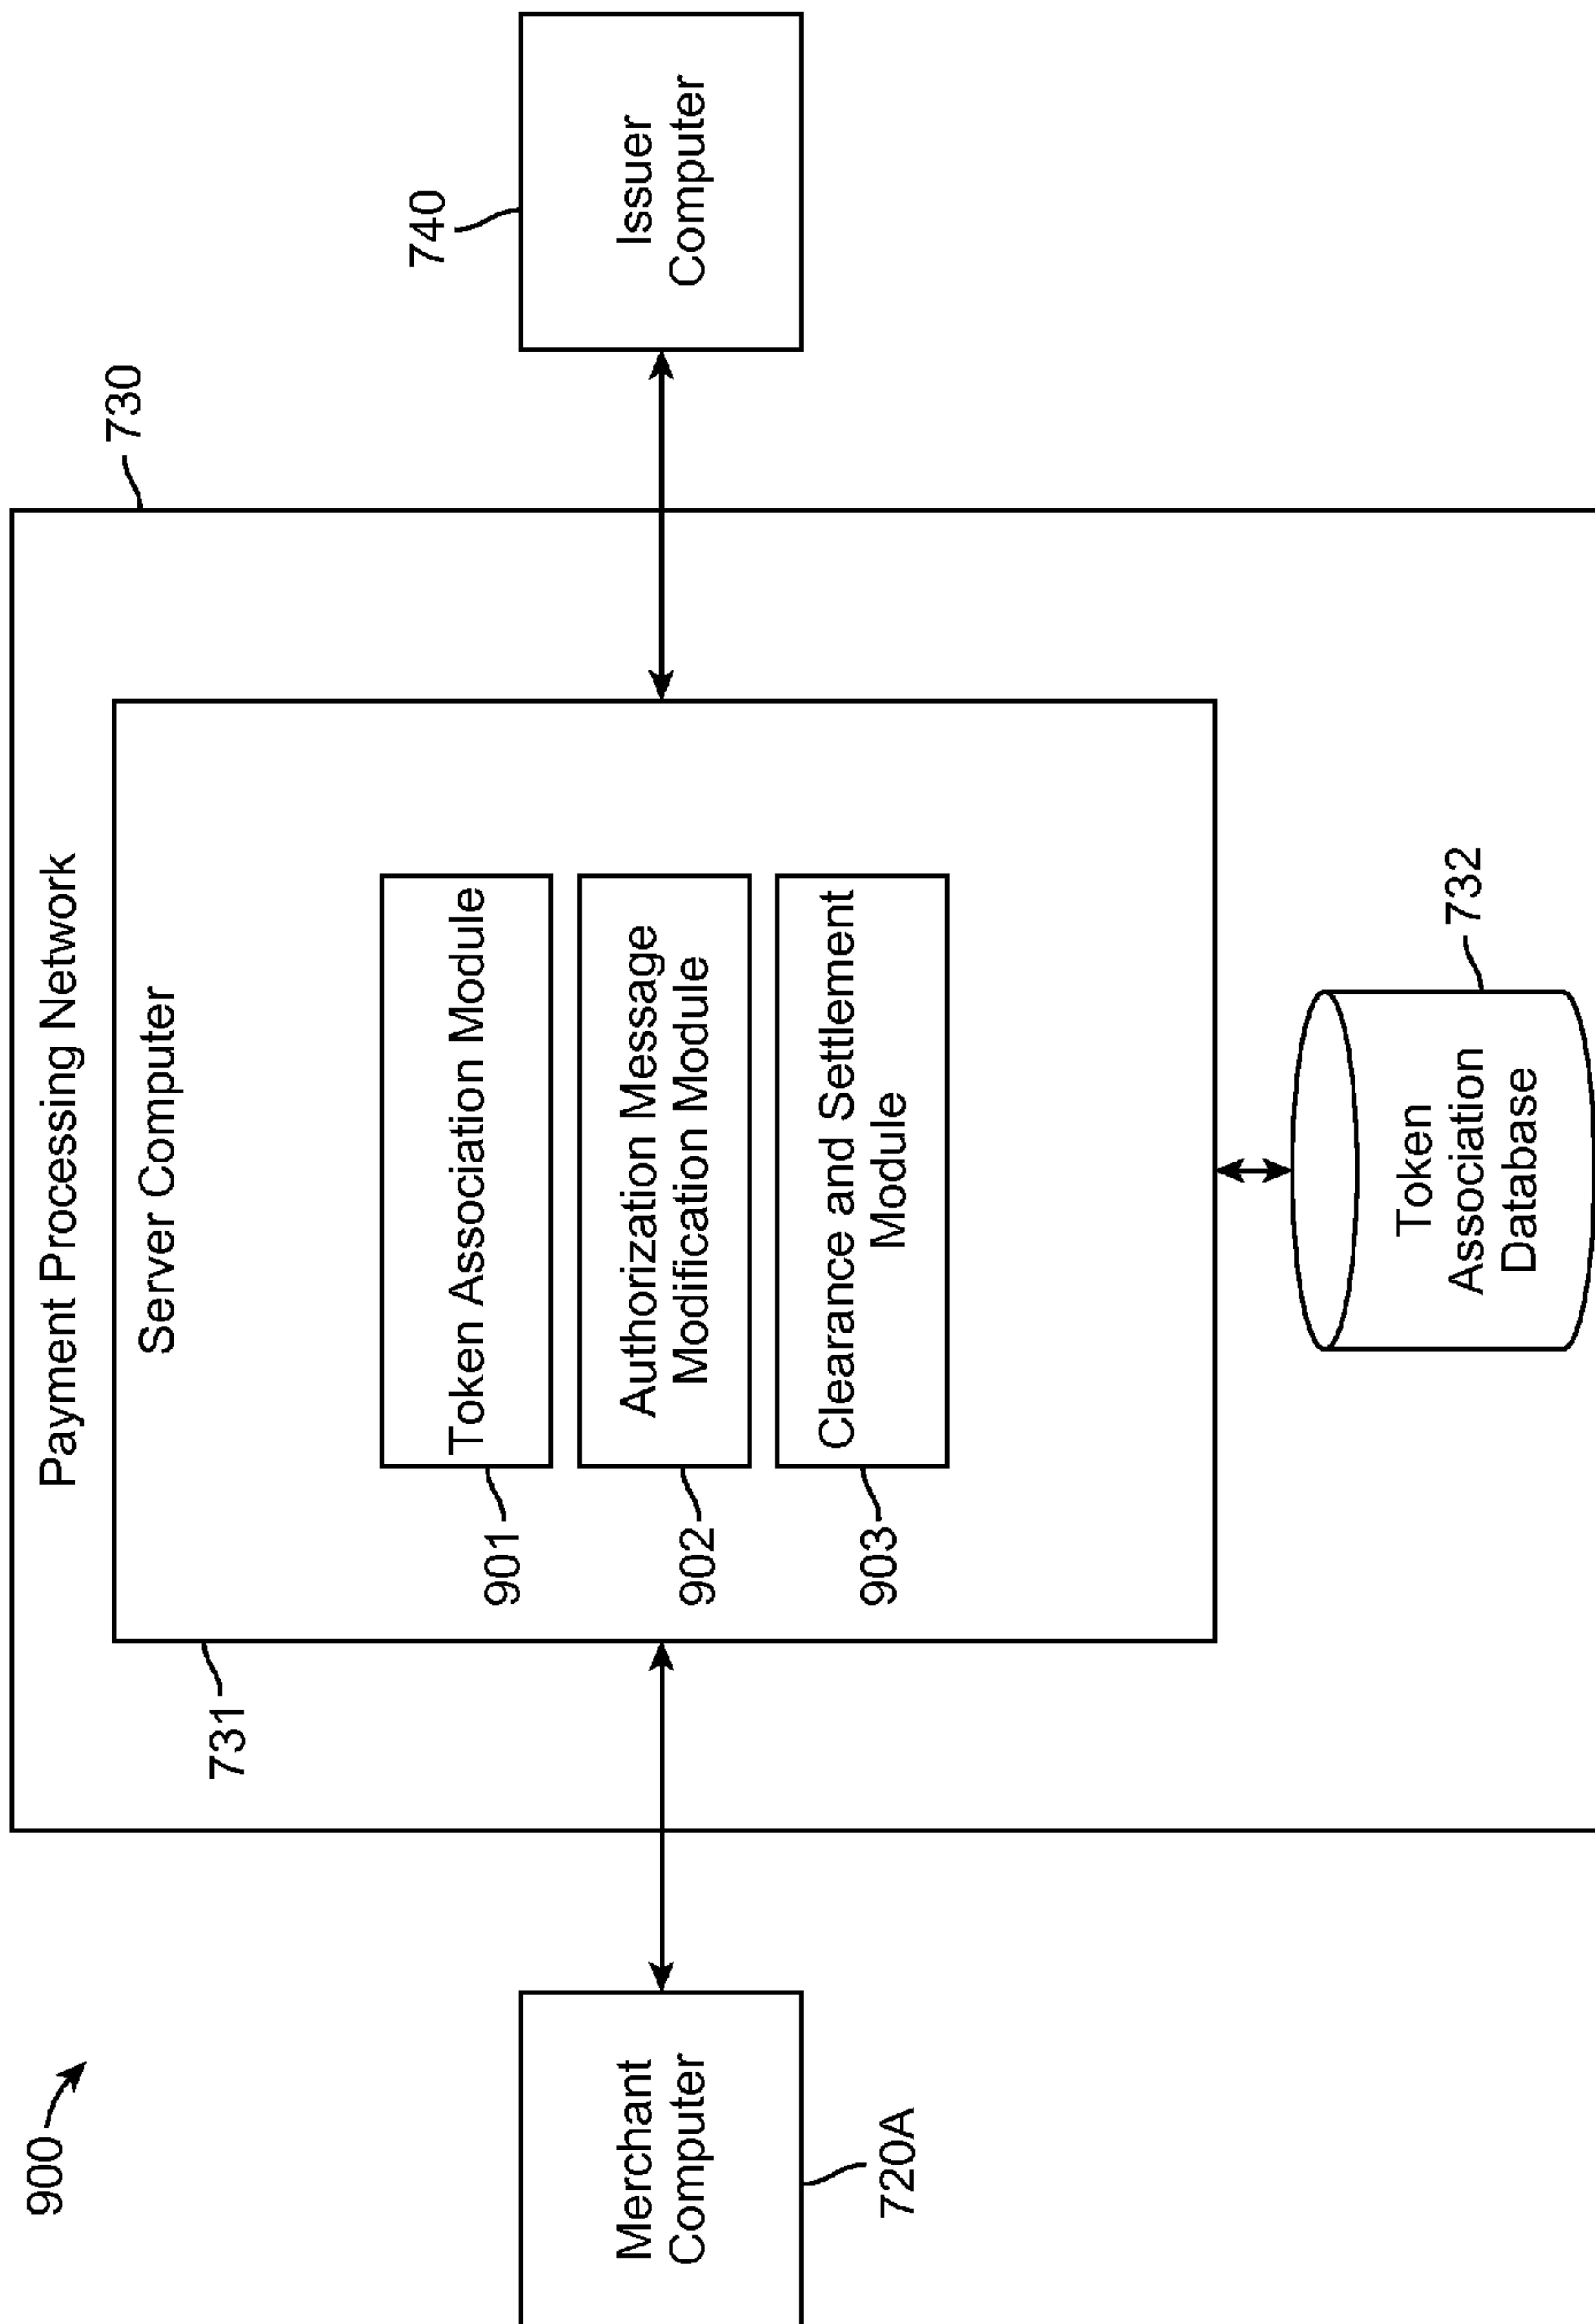 900
Payment Processing Network
730
Server Computer
731
Token Association Module
901
Authorization Message
Modification Module
902
Clearance and Settlement
Module
903
Merchant
Computer
720A
Issuer
Computer
740
Token
Association
Database
732